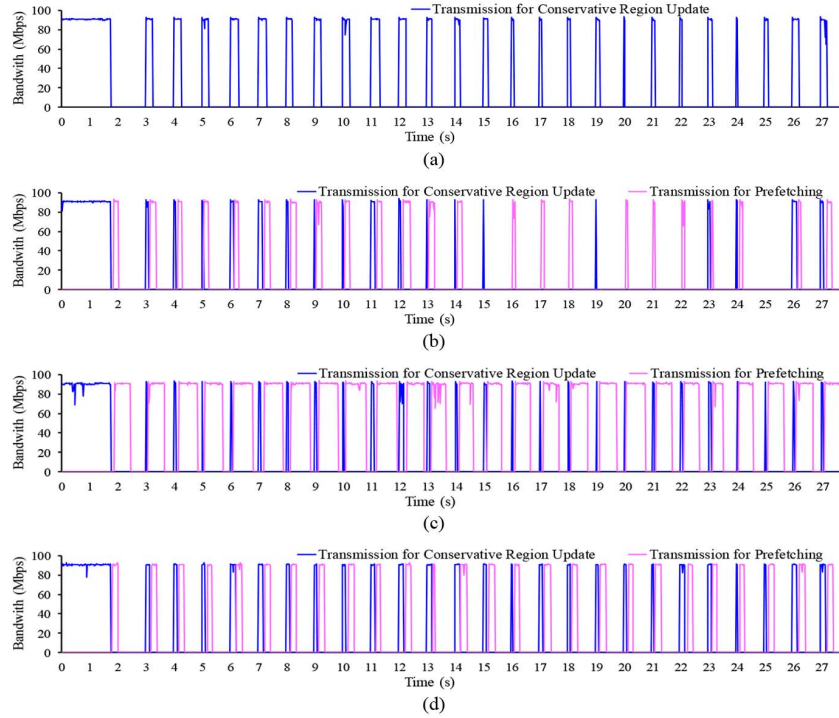 Transmission for Conservative Region Update
Bandwith (Mbps)
100
80
60
40
20
0
0 1 2 3 4 5 6 7 8 9 10 11 12 13 14 15 16 17 18 19 20 21 22 23 24 25 26 27
Time (s)
(a)
Transmission for Conservative Region Update Transmission for Prefetching
Bandwith (Mbps)
100
80
60
40
20
0
0 1 2 3 4 5 6 7 8 9 10 11 12 13 14 15 16 17 18 19 20 21 22 23 24 25 26 27
Time (s)
(b)
Transmission for Conservative Region Update Transmission for Prefetching
Bandwith (Mbps)
100
80
60
40
20
0
0 1 2 3 4 5 6 7 8 9 10 11 12 13 14 15 16 17 18 19 20 21 22 23 24 25 26 27
Time (s)
(c)
Transmission for Conservative Region Update Transmission for Prefetching
Bandwith (Mbps)
100
80
60
40
20
0
0 1 2 3 4 5 6 7 8 9 10 11 12 13 14 15 16 17 18 19 20 21 22 23 24 25 26 27
Time (s)
(d)